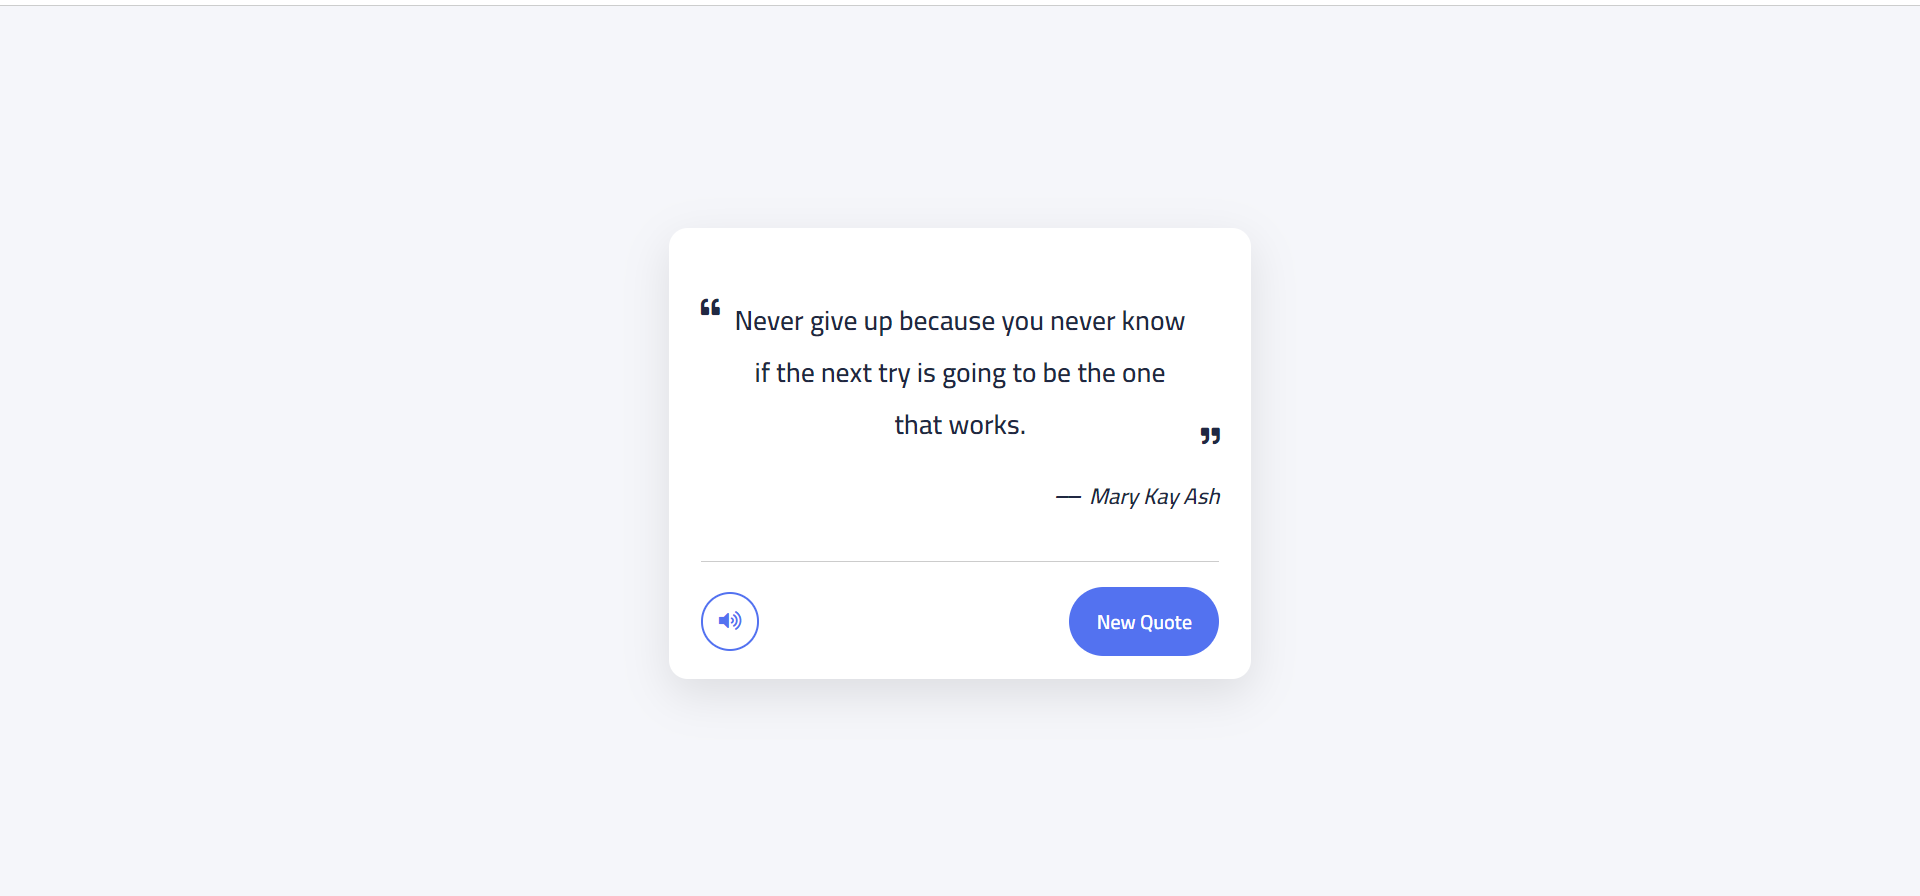 ❝ Never give up because you never know
if the next try is going to be the one
that works. ❞
— Mary Kay Ash
New Quote